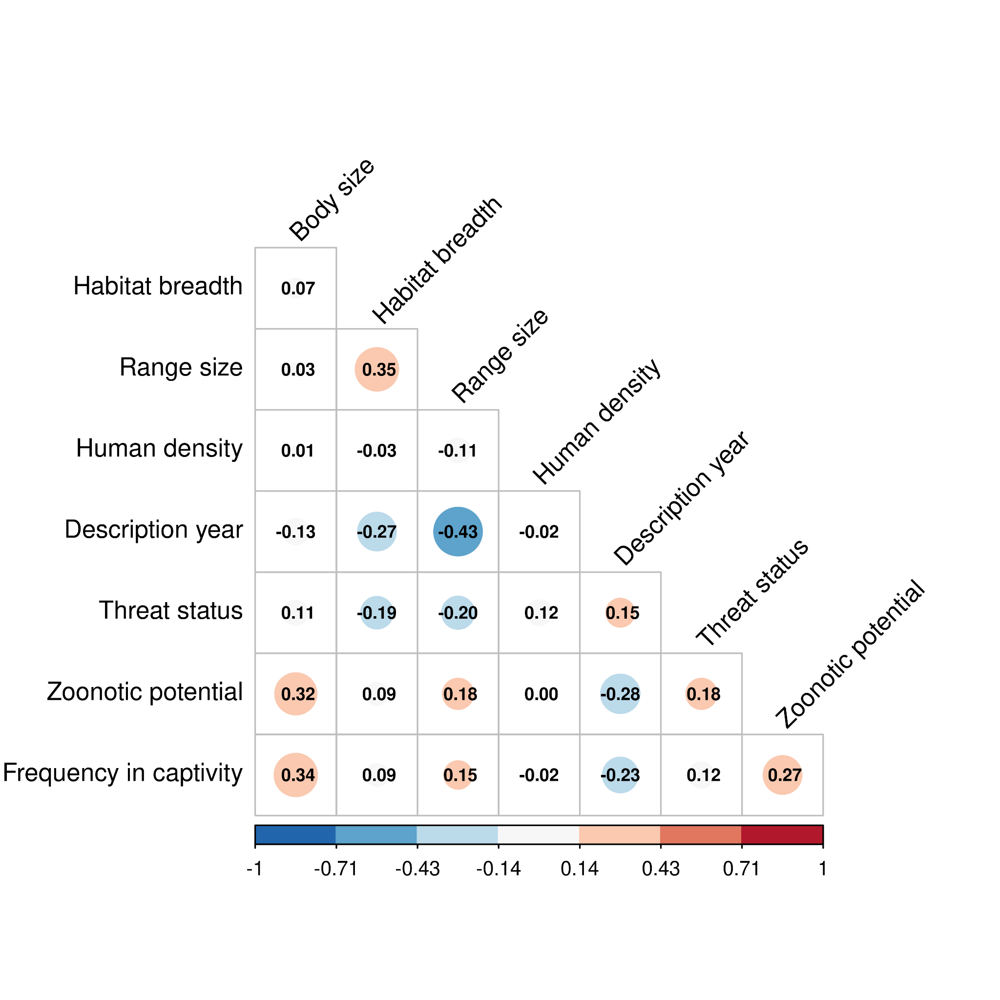 Body size
Habitat breadth
Range size
Human density
Description year
Threat status
Zoonotic potential
Habitat breadth 0.07
Range size 0.03 0.35
Human density 0.01 -0.03 -0.11
Description year -0.13 -0.27 -0.43 -0.02
Threat status 0.11 -0.19 -0.20 0.12 0.15
Zoonotic potential 0.32 0.09 0.18 0.00 -0.28 0.18
Frequency in captivity 0.34 0.09 0.15 -0.02 -0.23 0.12 0.27
-1 -0.71 -0.43 -0.14 0.14 0.43 0.71 1